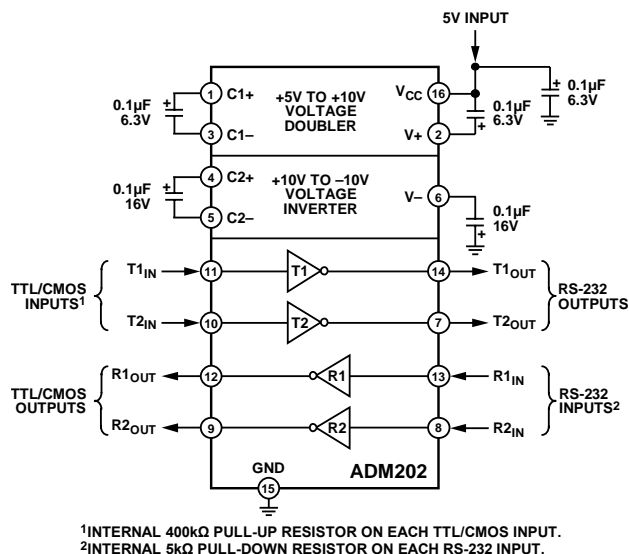 5V INPUT
1 C1+ +5V TO +10V VOLTAGE DOUBLER VCC 16
0.1µF 6.3V
3 C1–
V+ 2
0.1µF 6.3V
0.1µF 6.3V
4 C2+ +10V TO –10V VOLTAGE INVERTER
0.1µF 16V
5 C2–
V– 6
0.1µF 16V
TTL/CMOS INPUTS1
T1IN 11 T1 14 T1OUT
T2IN 10 T2 7 T2OUT
RS-232 OUTPUTS
TTL/CMOS OUTPUTS
R1OUT 12 R1 13 R1IN
R2OUT 9 R2 8 R2IN
RS-232 INPUTS2
GND
15
ADM202
1INTERNAL 400kΩ PULL-UP RESISTOR ON EACH TTL/CMOS INPUT.
2INTERNAL 5kΩ PULL-DOWN RESISTOR ON EACH RS-232 INPUT.